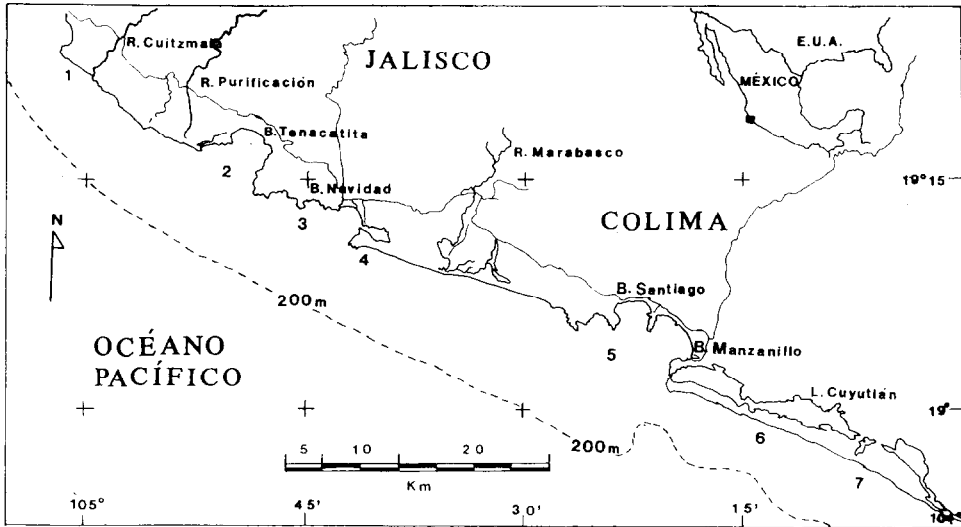 E.U.A.
R. Cuitzmala
JALISCO
1
R. Purificación
MÉXICO
B. Tenacatita
2
R. Marabasco
19° 15
B. Navidad
3
COLIMA
N
4
200m
B. Santiago
5
OCÉANO
PACÍFICO
B. Manzanillo
L. Cuyutlán
19°
6
200m
5 10 20
Km
7
105° 45' 30' 15 104°